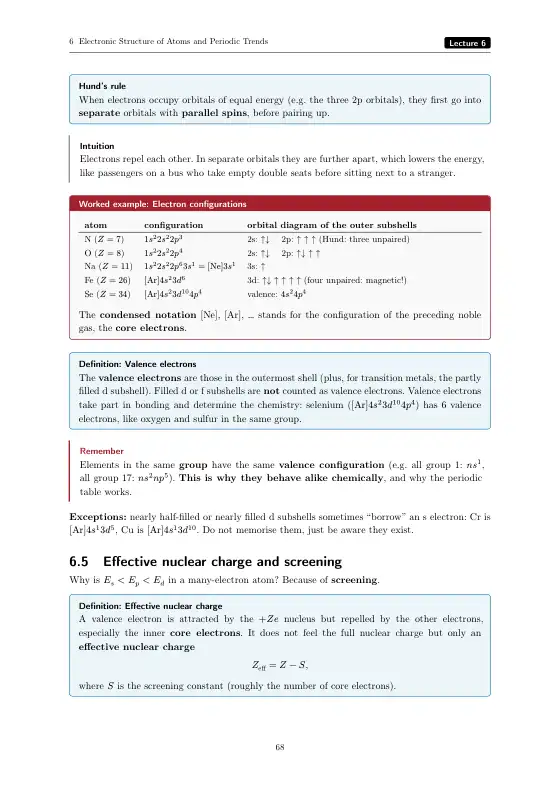 6 Electronic Structure of Atoms and Periodic Trends
Lecture 6
Hund's rule
When electrons occupy orbitals of equal energy (e.g. the three 2p orbitals), they first go into
separate orbitals with parallel spins, before pairing up.
Intuition
Electrons repel each other. In separate orbitals they are further apart, which lowers the energy,
like passengers on a bus who take empty double seats before sitting next to a stranger.
Worked example: Electron configurations
atom configuration orbital diagram of the outer subshells
N (Z = 7) 1s²2s²2p³ 2s: ↑↓ 2p: ↑ ↑ ↑ (Hund: three unpaired)
O (Z = 8) 1s²2s²2p⁴ 2s: ↑↓ 2p: ↑↓ ↑ ↑
Na (Z = 11) 1s²2s²2p⁶3s¹ = [Ne]3s¹ 3s: ↑
Fe (Z = 26) [Ar]4s²3d⁶ 3d: ↑↓ ↑ ↑ ↑ ↑ (four unpaired: magnetic!)
Se (Z = 34) [Ar]4s²3d¹⁰4p⁴ valence: 4s²4p⁴
The condensed notation [Ne], [Ar], … stands for the configuration of the preceding noble
gas, the core electrons.
Definition: Valence electrons
The valence electrons are those in the outermost shell (plus, for transition metals, the partly
filled d subshell). Filled d or f subshells are not counted as valence electrons. Valence electrons
take part in bonding and determine the chemistry: selenium ([Ar]4s²3d¹⁰4p⁴) has 6 valence
electrons, like oxygen and sulfur in the same group.
Remember
Elements in the same group have the same valence configuration (e.g. all group 1: ns¹,
all group 17: ns²np⁵). This is why they behave alike chemically, and why the periodic
table works.
Exceptions: nearly half-filled or nearly filled d subshells sometimes “borrow” an s electron: Cr is
[Ar]4s¹3d⁵, Cu is [Ar]4s¹3d¹⁰. Do not memorise them, just be aware they exist.
6.5 Effective nuclear charge and screening
Why is Eₛ < Eₚ < E_d in a many-electron atom? Because of screening.
Definition: Effective nuclear charge
A valence electron is attracted by the +Ze nucleus but repelled by the other electrons,
especially the inner core electrons. It does not feel the full nuclear charge but only an
effective nuclear charge
Z_eff = Z − S,
where S is the screening constant (roughly the number of core electrons).
68